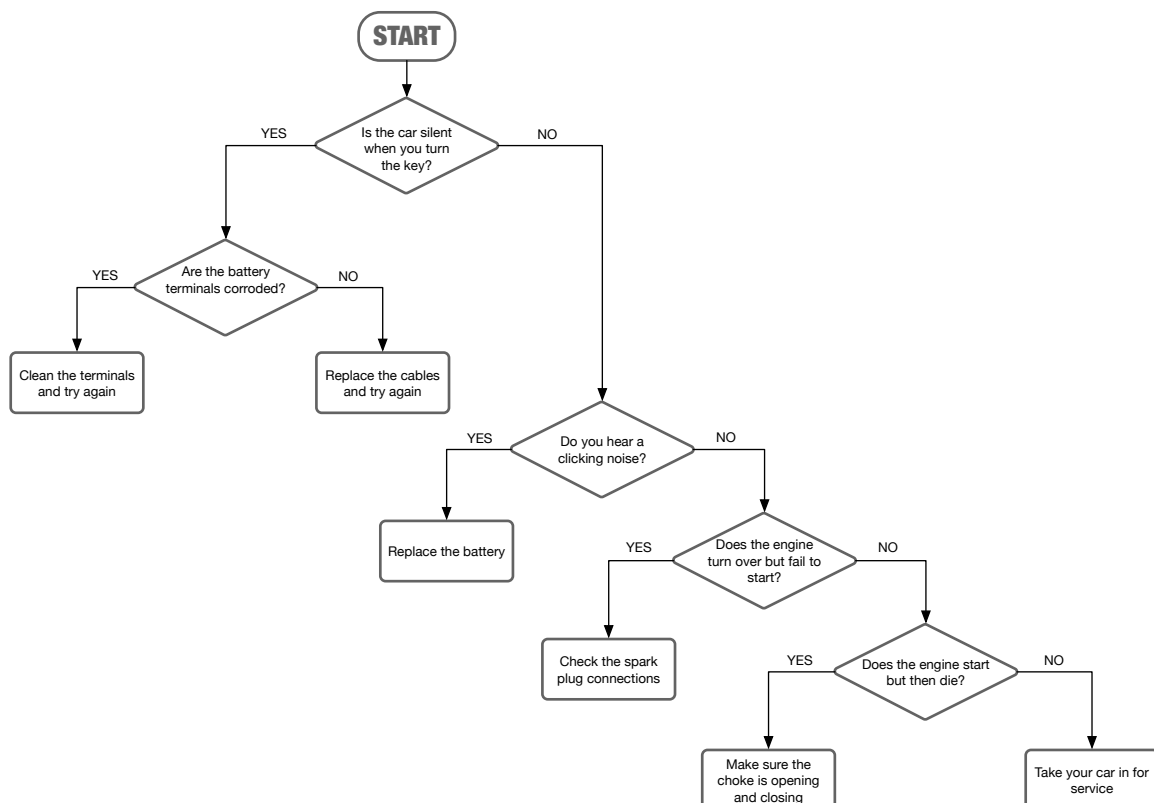 START
Is the car silent
when you turn
the key?
YES
NO
Are the battery
terminals corroded?
YES
NO
Clean the terminals
and try again
Replace the cables
and try again
Do you hear a
clicking noise?
YES
NO
Replace the battery
Does the engine
turn over but fail to
start?
YES
NO
Check the spark
plug connections
Does the engine start
but then die?
YES
NO
Make sure the
choke is opening
and closing
Take your car in for
service